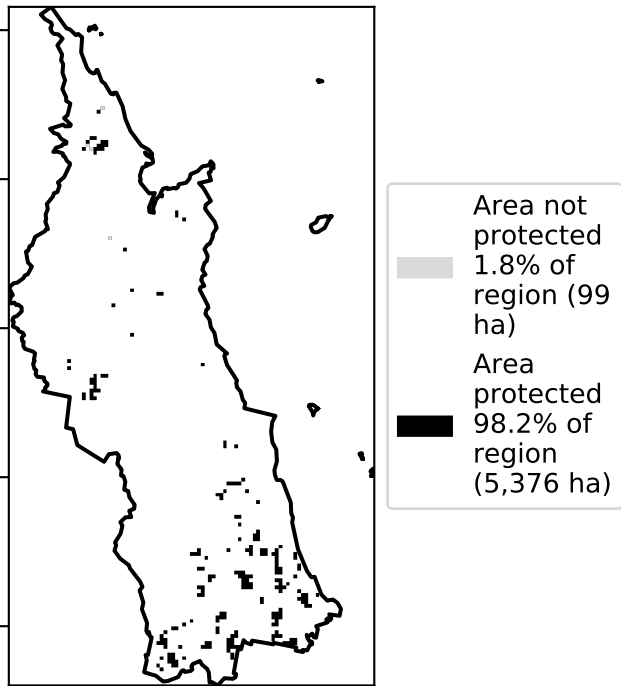 Area not
protected
1.8% of
region (99
ha)
Area
protected
98.2% of
region
(5,376 ha)